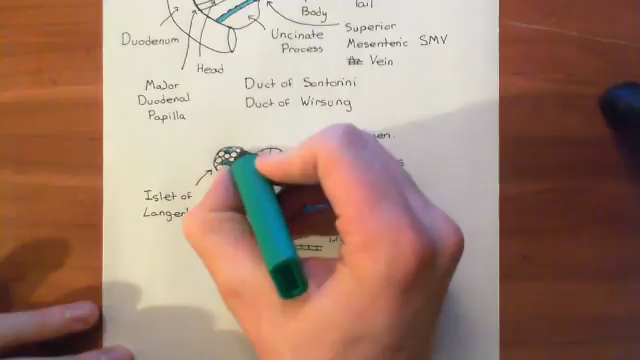 Body
Tail
Duodenum
Uncinate
Process
Superior
Mesenteric SMV
Vein
Head
Major
Duodenal
Papilla
Duct of Santorini
Duct of Wirsung
Islet of